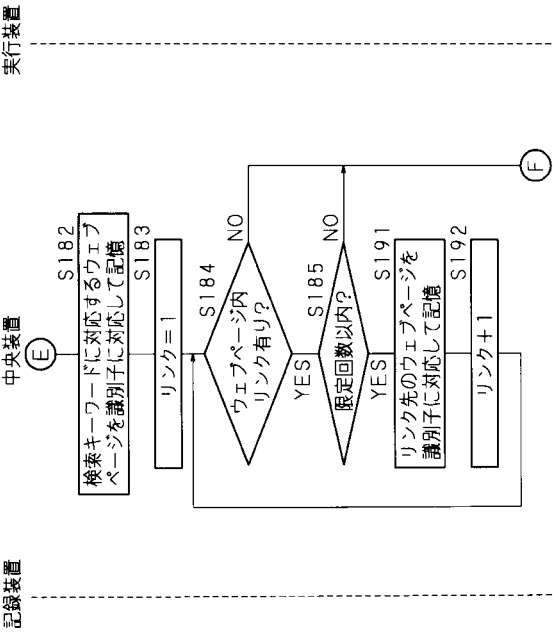 記録装置
中央装置
実行装置
E
S182
検索キーワードに対応するウェブ
ページを識別子に対応して記憶
S183
リンク=1
S184
ウェブページ内
リンク有り?
NO
YES
S185
限定回数以内?
NO
YES
S191
リンク先のウェブページを
識別子に対応して記憶
S192
リンク+1
F